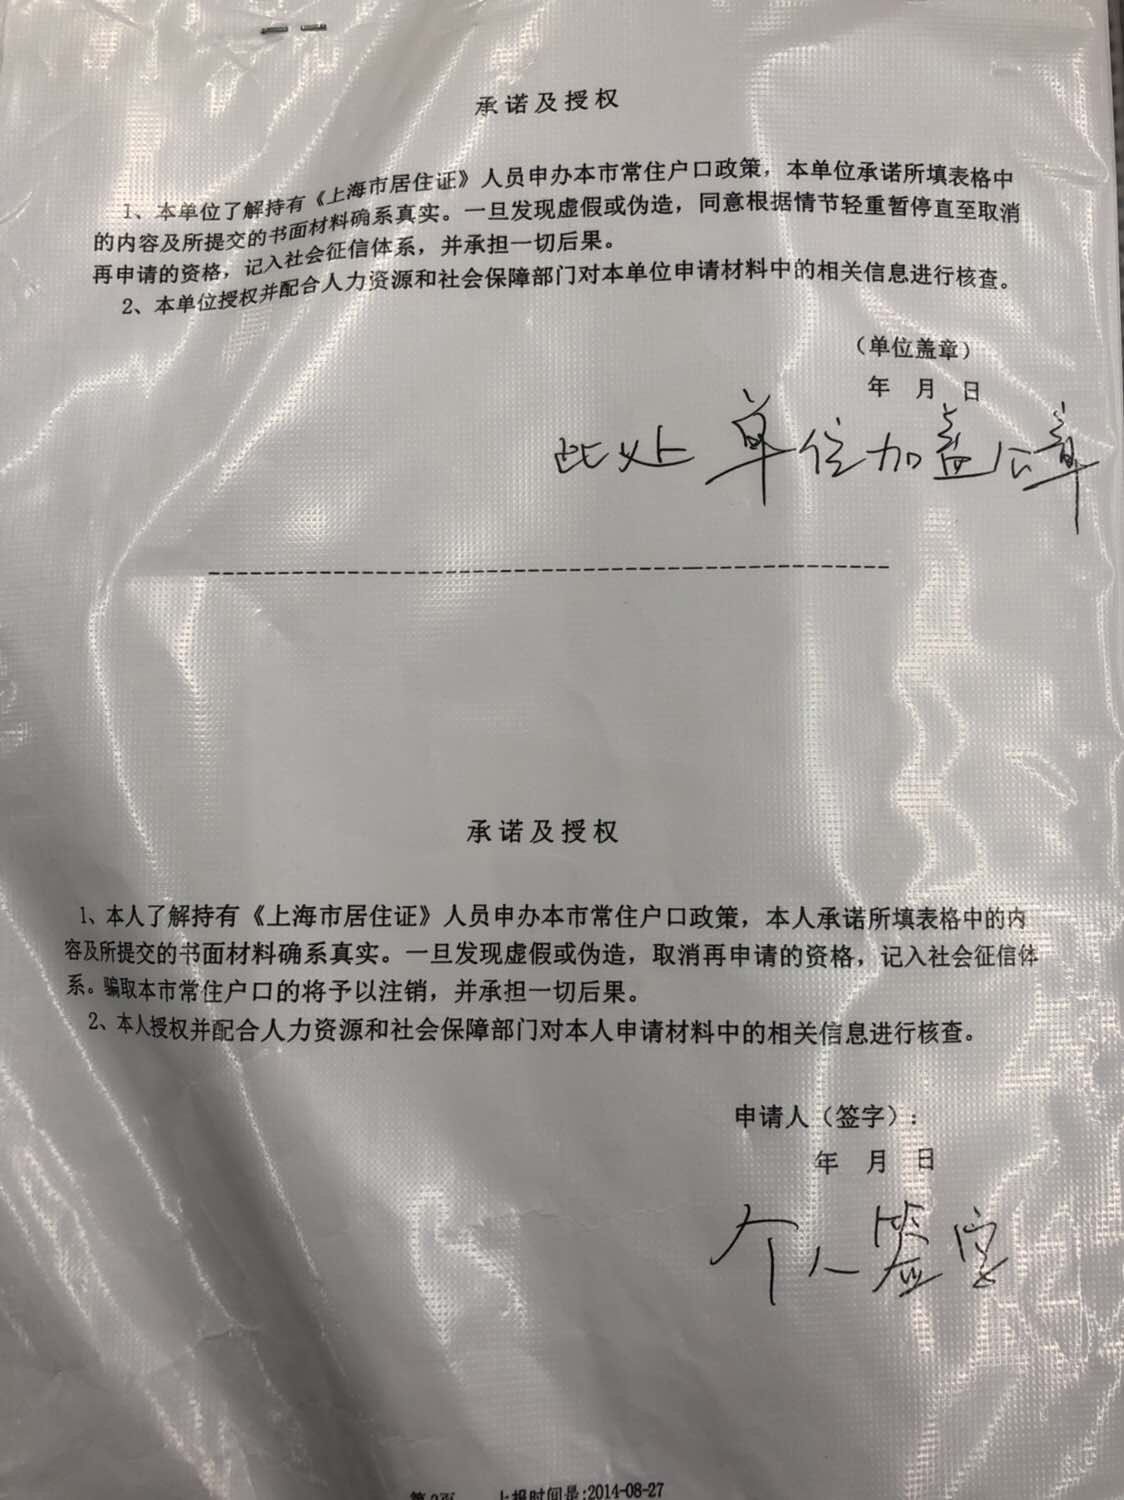 承诺及授权
1、本单位了解持有《上海市居住证》人员申办本市常住户口政策，本单位承诺所填表格中
的内容及所提交的书面材料确系真实。一旦发现虚假或伪造，同意根据情节轻重暂停直至取消
再申请的资格，记入社会征信体系，并承担一切后果。
2、本单位授权并配合人力资源和社会保障部门对本单位申请材料中的相关信息进行核查。
（单位盖章）
年 月 日
此处单位加盖公章
承诺及授权
1、本人了解持有《上海市居住证》人员申办本市常住户口政策，本人承诺所填表格中的内
容及所提交的书面材料确系真实。一旦发现虚假或伪造，取消再申请的资格，记入社会征信体
系。骗取本市常住户口的将予以注销，并承担一切后果。
2、本人授权并配合人力资源和社会保障部门对本人申请材料中的相关信息进行核查。
申请人（签字）：
年 月 日
个人签字
第2页 上报时间是:2014-08-27